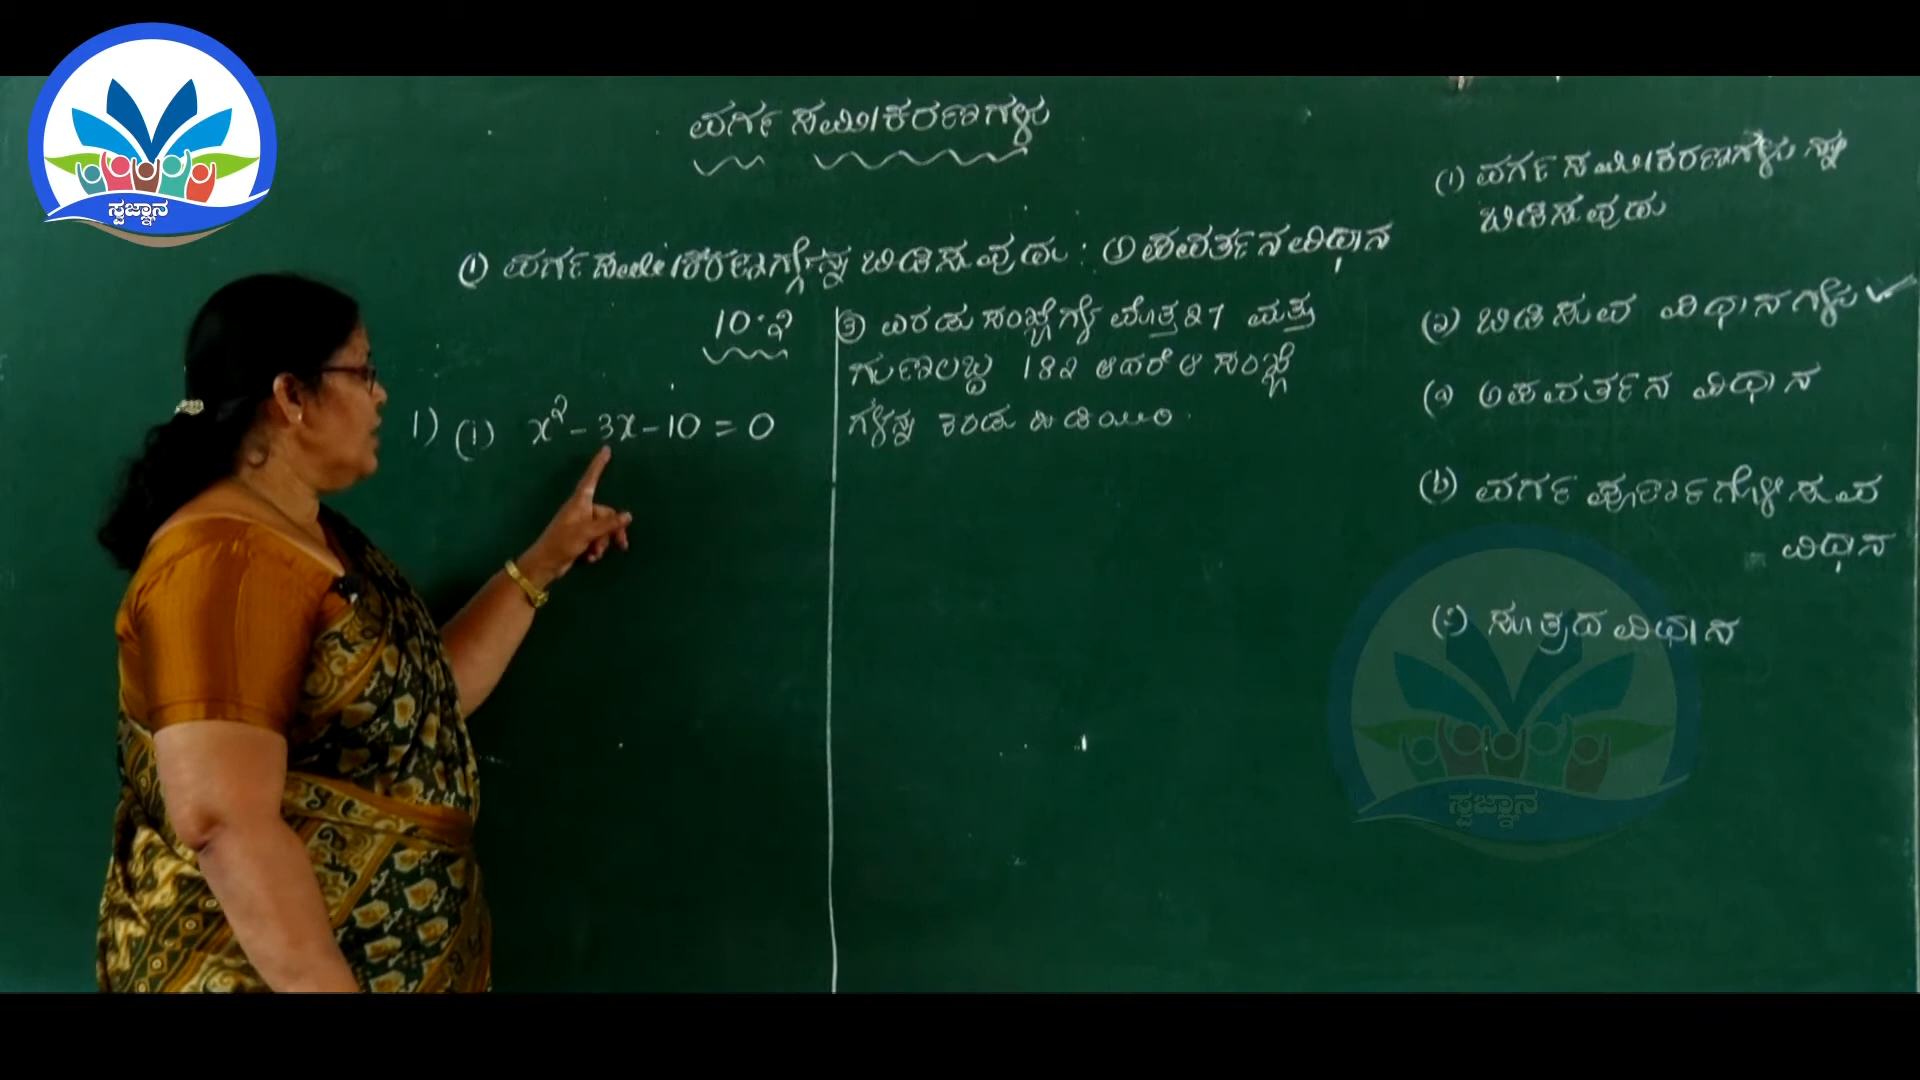 ಸ್ವಜ್ಞಾನ
ವರ್ಗ ಸಮೀಕರಣಗಳು
(1) ವರ್ಗ ಸಮೀಕರಣಗಳನ್ನು ಬಿಡಿಸುವುದು : ಅಪವರ್ತನ ವಿಧಾನ
10.2
1) (i) x² - 3x - 10 = 0
③ ಎರಡು ಸಂಖ್ಯೆಗಳ ಮೊತ್ತ 27 ಮತ್ತು
ಗುಣಲಬ್ಧ 182 ಆದರೆ ಆ ಸಂಖ್ಯೆ
ಗಳನ್ನು ಕಂಡು ಹಿಡಿಯಿರಿ.
(1) ವರ್ಗ ಸಮೀಕರಣಗಳನ್ನು
ಬಿಡಿಸುವುದು
(2) ಬಿಡಿಸುವ ವಿಧಾನಗಳು ✓
(a) ಅಪವರ್ತನ ವಿಧಾನ
(b) ವರ್ಗ ಪೂರ್ಣಗೊಳಿಸುವ
ವಿಧಾನ
(c) ಸೂತ್ರದ ವಿಧಾನ
ಸ್ವಜ್ಞಾನ